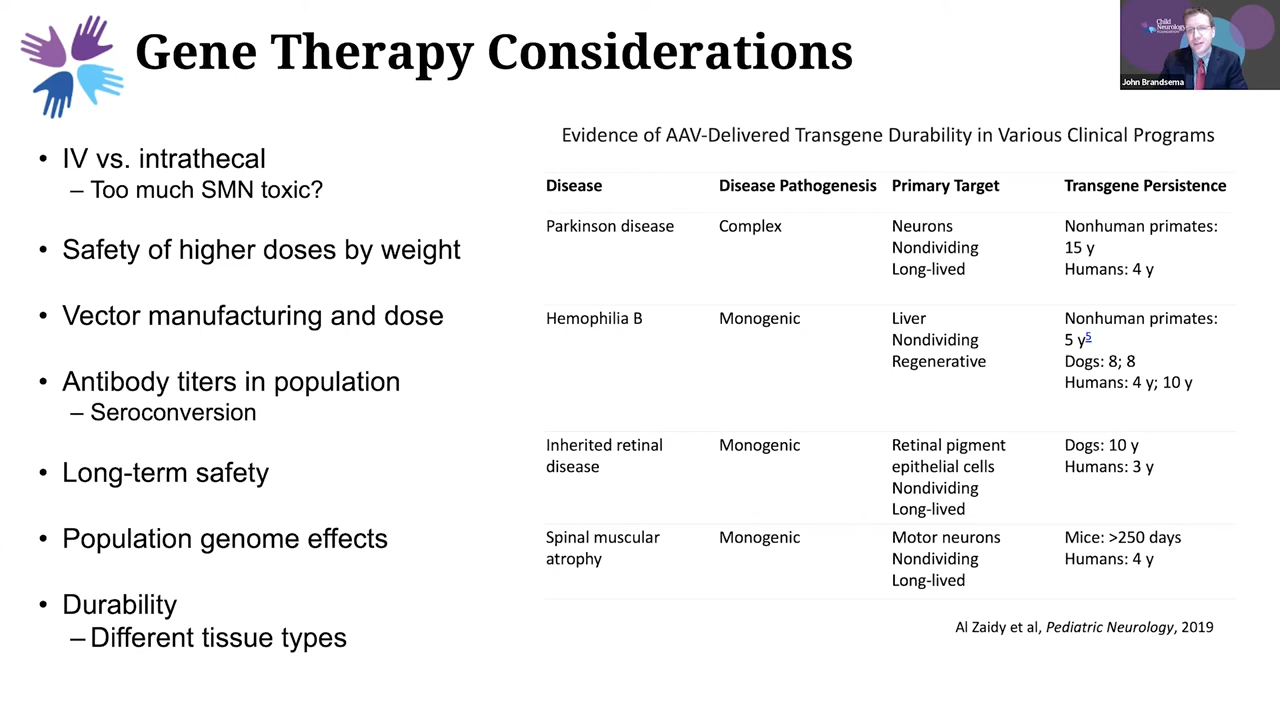 Gene Therapy Considerations
Child
Neurology
FOUNDATION
John Brandsema
• IV vs. intrathecal
– Too much SMN toxic?
• Safety of higher doses by weight
• Vector manufacturing and dose
• Antibody titers in population
– Seroconversion
• Long-term safety
• Population genome effects
• Durability
– Different tissue types
Evidence of AAV-Delivered Transgene Durability in Various Clinical Programs
Disease Disease Pathogenesis Primary Target Transgene Persistence
Parkinson disease Complex Neurons Nonhuman primates:
Nondividing 15 y
Long-lived Humans: 4 y
Hemophilia B Monogenic Liver Nonhuman primates:
Nondividing 5 y5
Regenerative Dogs: 8; 8
Humans: 4 y; 10 y
Inherited retinal Monogenic Retinal pigment Dogs: 10 y
disease epithelial cells Humans: 3 y
Nondividing
Long-lived
Spinal muscular Monogenic Motor neurons Mice: >250 days
atrophy Nondividing Humans: 4 y
Long-lived
Al Zaidy et al, Pediatric Neurology, 2019